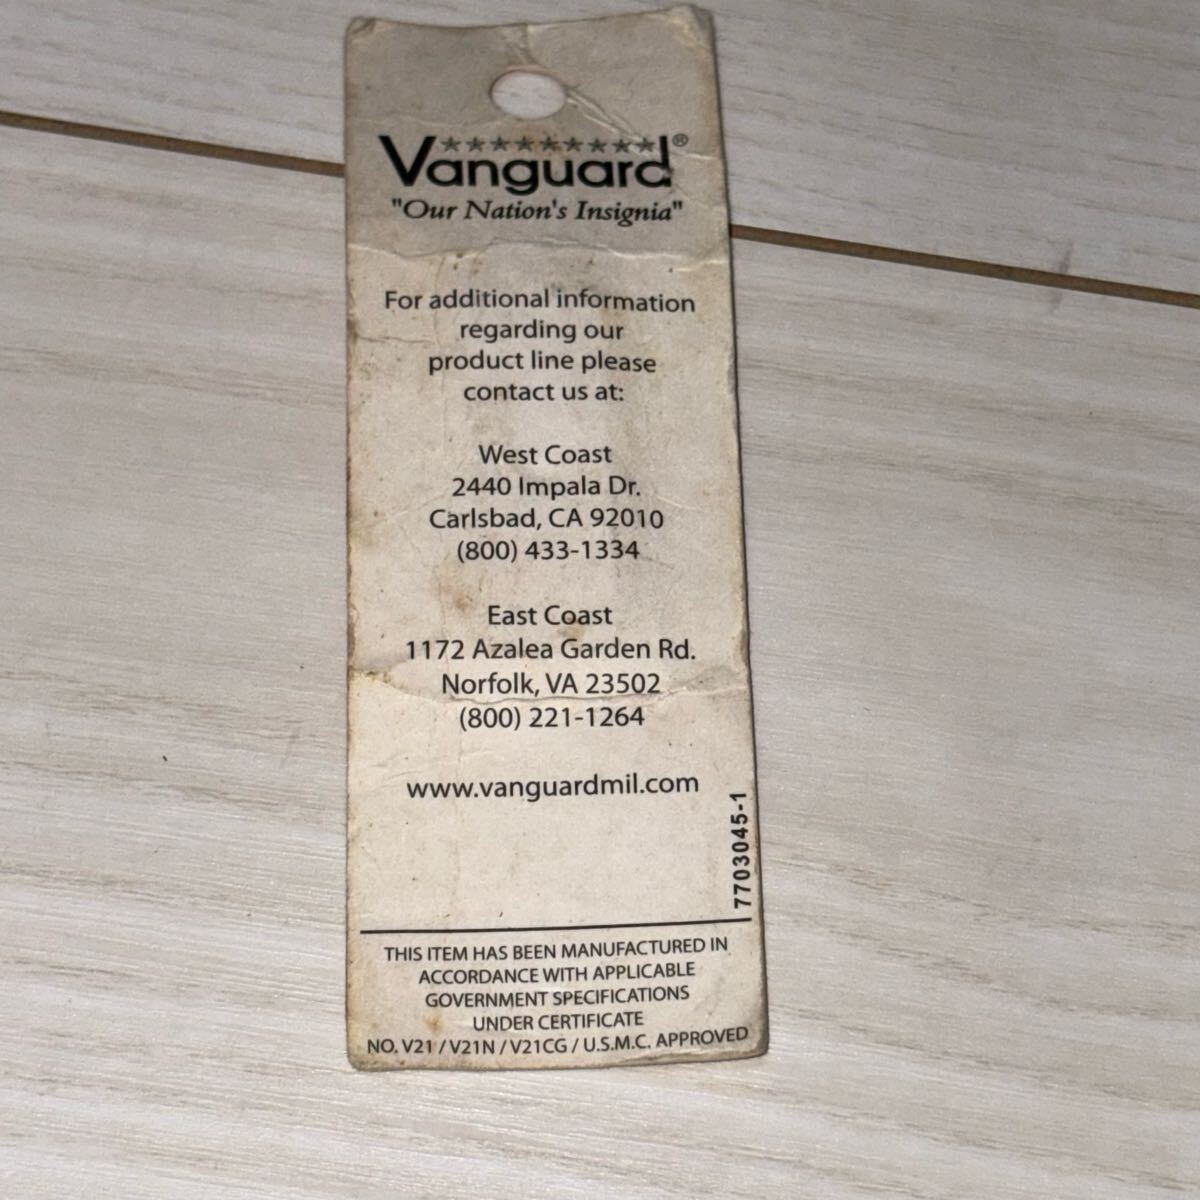 Vanguard®
"Our Nation's Insignia"
For additional information
regarding our
product line please
contact us at:
West Coast
2440 Impala Dr.
Carlsbad, CA 92010
(800) 433-1334
East Coast
1172 Azalea Garden Rd.
Norfolk, VA 23502
(800) 221-1264
www.vanguardmil.com
7703045-1
THIS ITEM HAS BEEN MANUFACTURED IN
ACCORDANCE WITH APPLICABLE
GOVERNMENT SPECIFICATIONS
UNDER CERTIFICATE
NO. V21 / V21N / V21CG / U.S.M.C. APPROVED